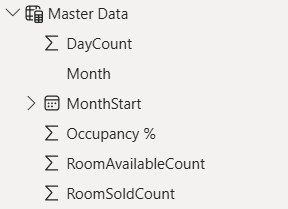 Master Data
DayCount
Month
MonthStart
Occupancy %
RoomAvailableCount
RoomSoldCount